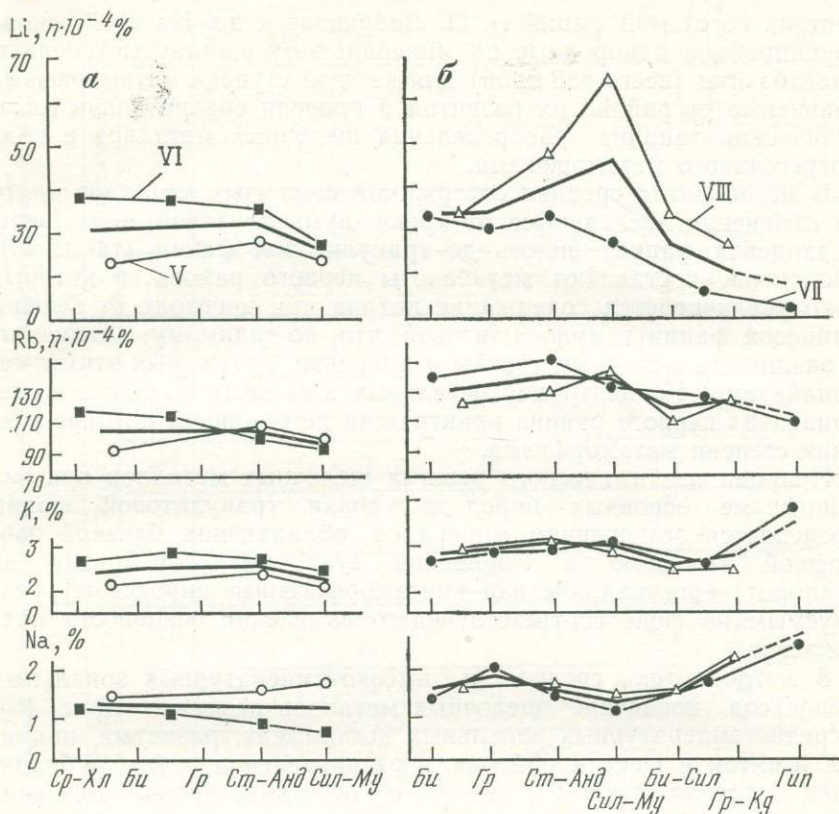 Li, n·10⁻⁴%
70
50
30
10
0
а
VI
V
б
VIII
VII
Rb, n·10⁻⁴%
130
110
90
70
K, %
3
2
0
Na, %
2
1
0
Ср-Хл
Би
Гр
Ст-Анд
Сил-Му
Би
Гр
Ст-Анд
Сил-Му
Би-Сил
Гр-Кд
Гип